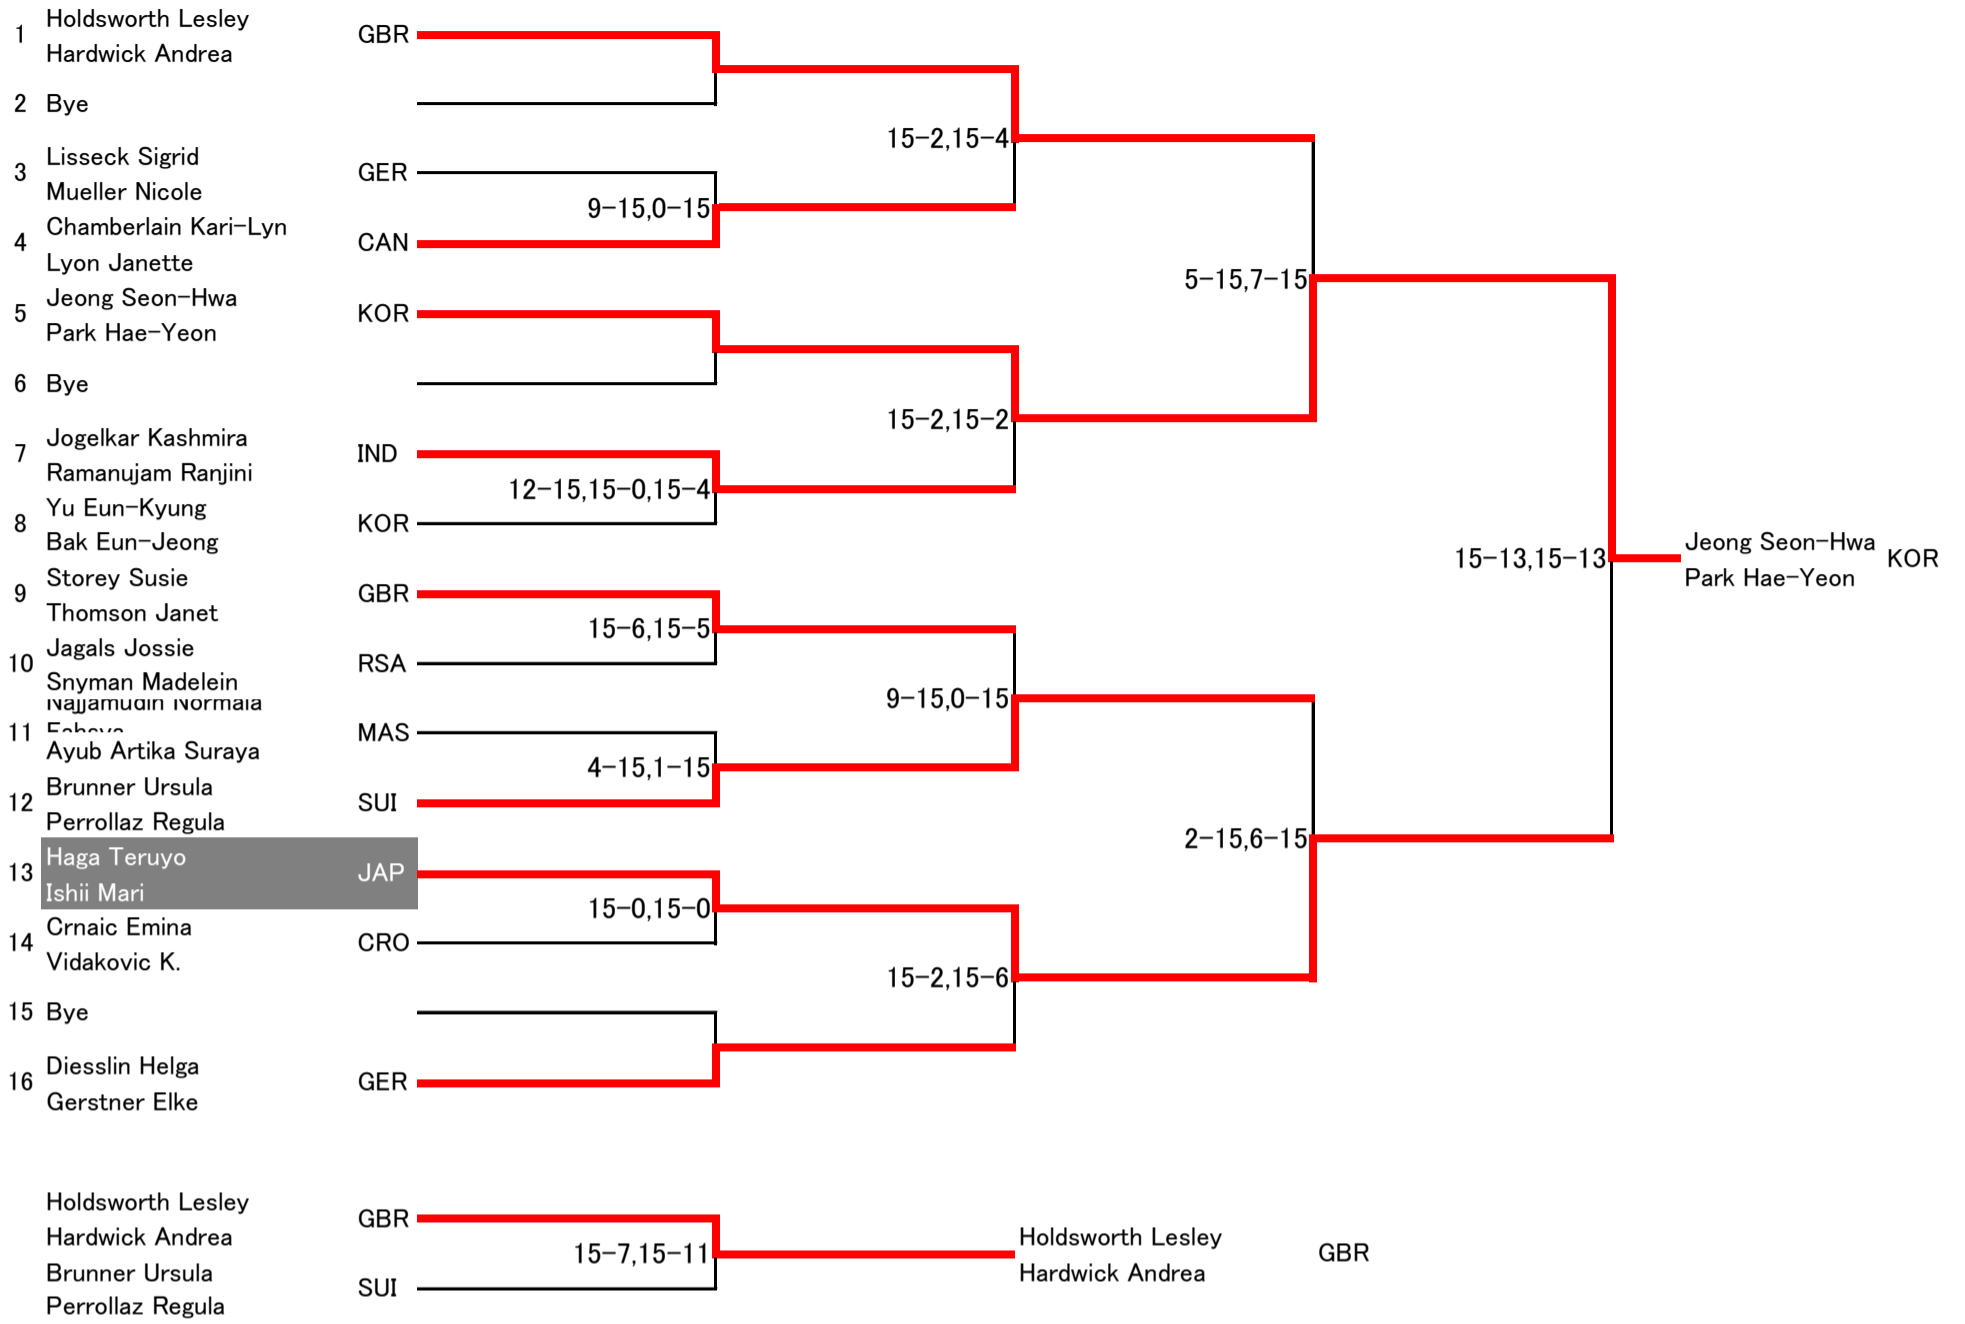 Holdsworth Lesley
1 GBR
Hardwick Andrea
2 Bye
15-2,15-4
Lisseck Sigrid
3 GER
Mueller Nicole
9-15,0-15
Chamberlain Kari-Lyn
4 CAN
Lyon Janette
5-15,7-15
Jeong Seon-Hwa
5 KOR
Park Hae-Yeon
6 Bye
15-2,15-2
Jogelkar Kashmira
7 IND
Ramanujam Ranjini
12-15,15-0,15-4
Yu Eun-Kyung
8 KOR
Bak Eun-Jeong
15-13,15-13
Jeong Seon-Hwa
Park Hae-Yeon
KOR
Storey Susie
9 GBR
Thomson Janet
15-6,15-5
Jagals Jossie
10 RSA
Snyman Madelein
9-15,0-15
Najjamudin Normala
11 MAS
Ayub Artika Suraya
4-15,1-15
Brunner Ursula
12 SUI
Perrollaz Regula
2-15,6-15
Haga Teruyo
13 JAP
Ishii Mari
15-0,15-0
Crnaic Emina
14 CRO
Vidakovic K.
15-2,15-6
15 Bye
Diesslin Helga
16 GER
Gerstner Elke
Holdsworth Lesley
GBR
Hardwick Andrea
15-7,15-11
Brunner Ursula
SUI
Perrollaz Regula
Holdsworth Lesley
Hardwick Andrea
GBR